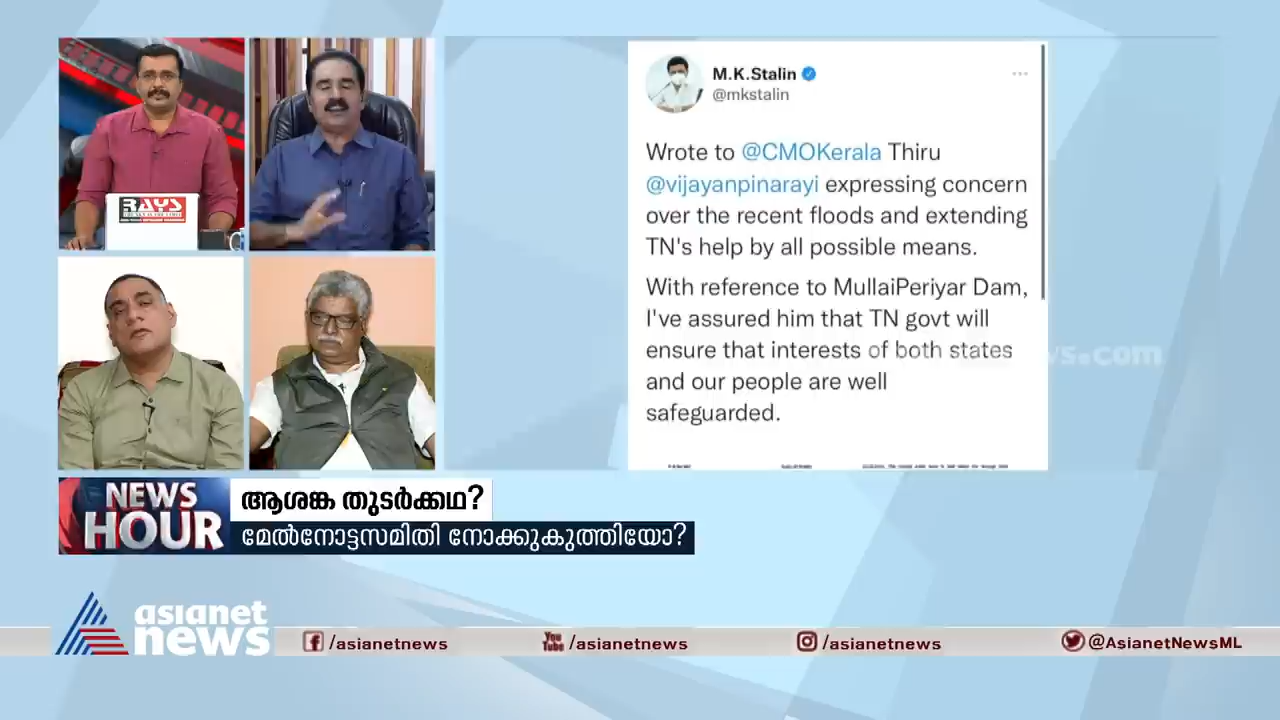 M.K.Stalin
@mkstalin
Wrote to @CMOKerala Thiru
@vijayanpinarayi expressing concern
over the recent floods and extending
TN's help by all possible means.
With reference to MullaiPeriyar Dam,
I've assured him that TN govt will
ensure that interests of both states
and our people are well
safeguarded.
RAYS
NEWS
HOUR
ആശങ്ക തുടർക്കഥ?
മേൽനോട്ടസമിതി നോക്കുകുത്തിയോ?
asianet
news
/asianetnews
You
Tube
/asianetnews
/asianetnews
@AsianetNewsML